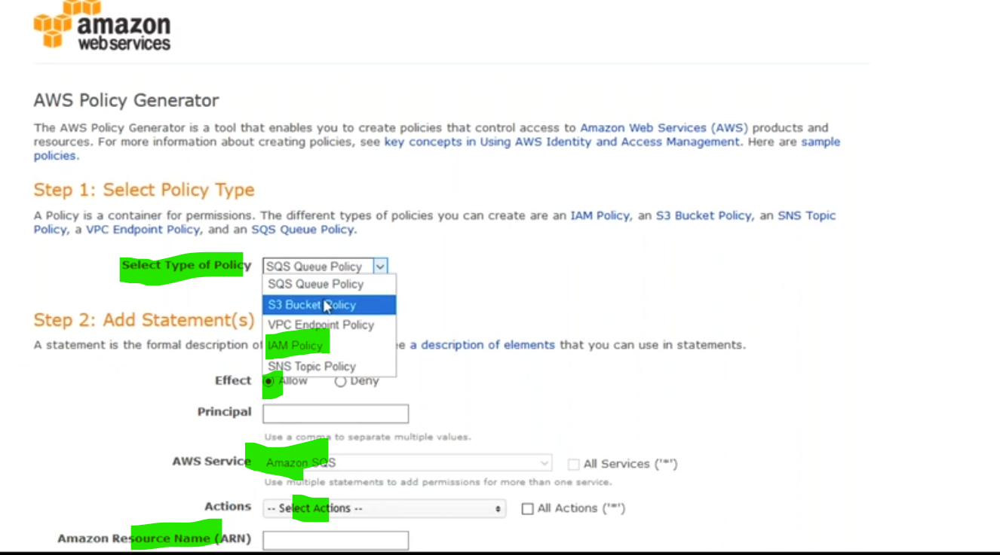 amazon
webservices
AWS Policy Generator
The AWS Policy Generator is a tool that enables you to create policies that control access to Amazon Web Services (AWS) products and
resources. For more information about creating policies, see key concepts in Using AWS Identity and Access Management. Here are sample
policies.
Step 1: Select Policy Type
A Policy is a container for permissions. The different types of policies you can create are an IAM Policy, an S3 Bucket Policy, an SNS Topic
Policy, a VPC Endpoint Policy, and an SQS Queue Policy.
Select Type of Policy SQS Queue Policy
SQS Queue Policy
S3 Bucket Policy
Step 2: Add Statement(s)
VPC Endpoint Policy
A statement is the formal description of IAM Policy e a description of elements that you can use in statements.
SNS Topic Policy
Effect Allow Deny
Principal
Use a comma to separate multiple values.
AWS Service Amazon SQS All Services ('*')
Use multiple statements to add permissions for more than one service.
Actions -- Select Actions -- All Actions ('*')
Amazon Resource Name (ARN)